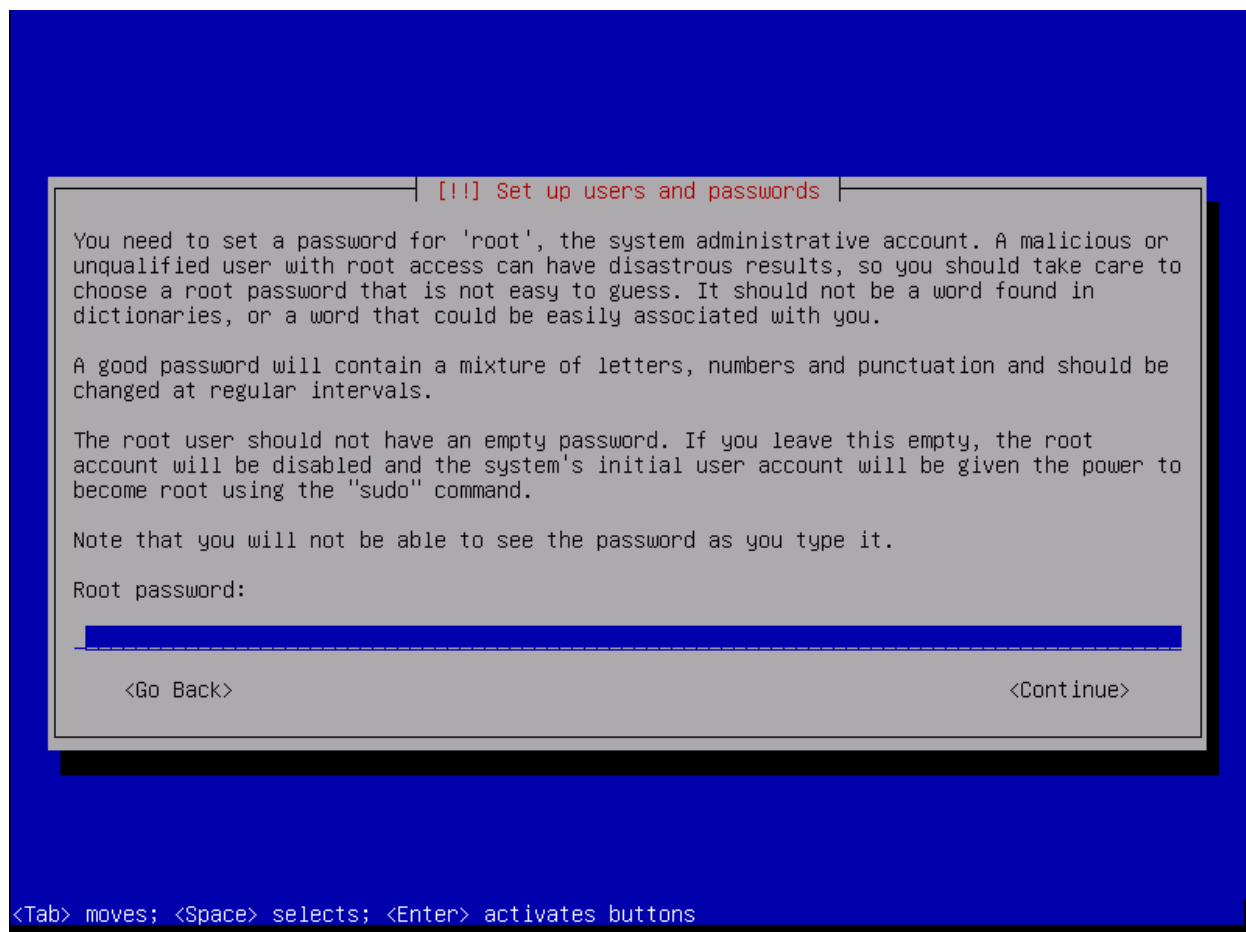 [!!] Set up users and passwords
You need to set a password for 'root', the system administrative account. A malicious or
unqualified user with root access can have disastrous results, so you should take care to
choose a root password that is not easy to guess. It should not be a word found in
dictionaries, or a word that could be easily associated with you.
A good password will contain a mixture of letters, numbers and punctuation and should be
changed at regular intervals.
The root user should not have an empty password. If you leave this empty, the root
account will be disabled and the system's initial user account will be given the power to
become root using the "sudo" command.
Note that you will not be able to see the password as you type it.
Root password:
<Go Back> <Continue>
<Tab> moves; <Space> selects; <Enter> activates buttons